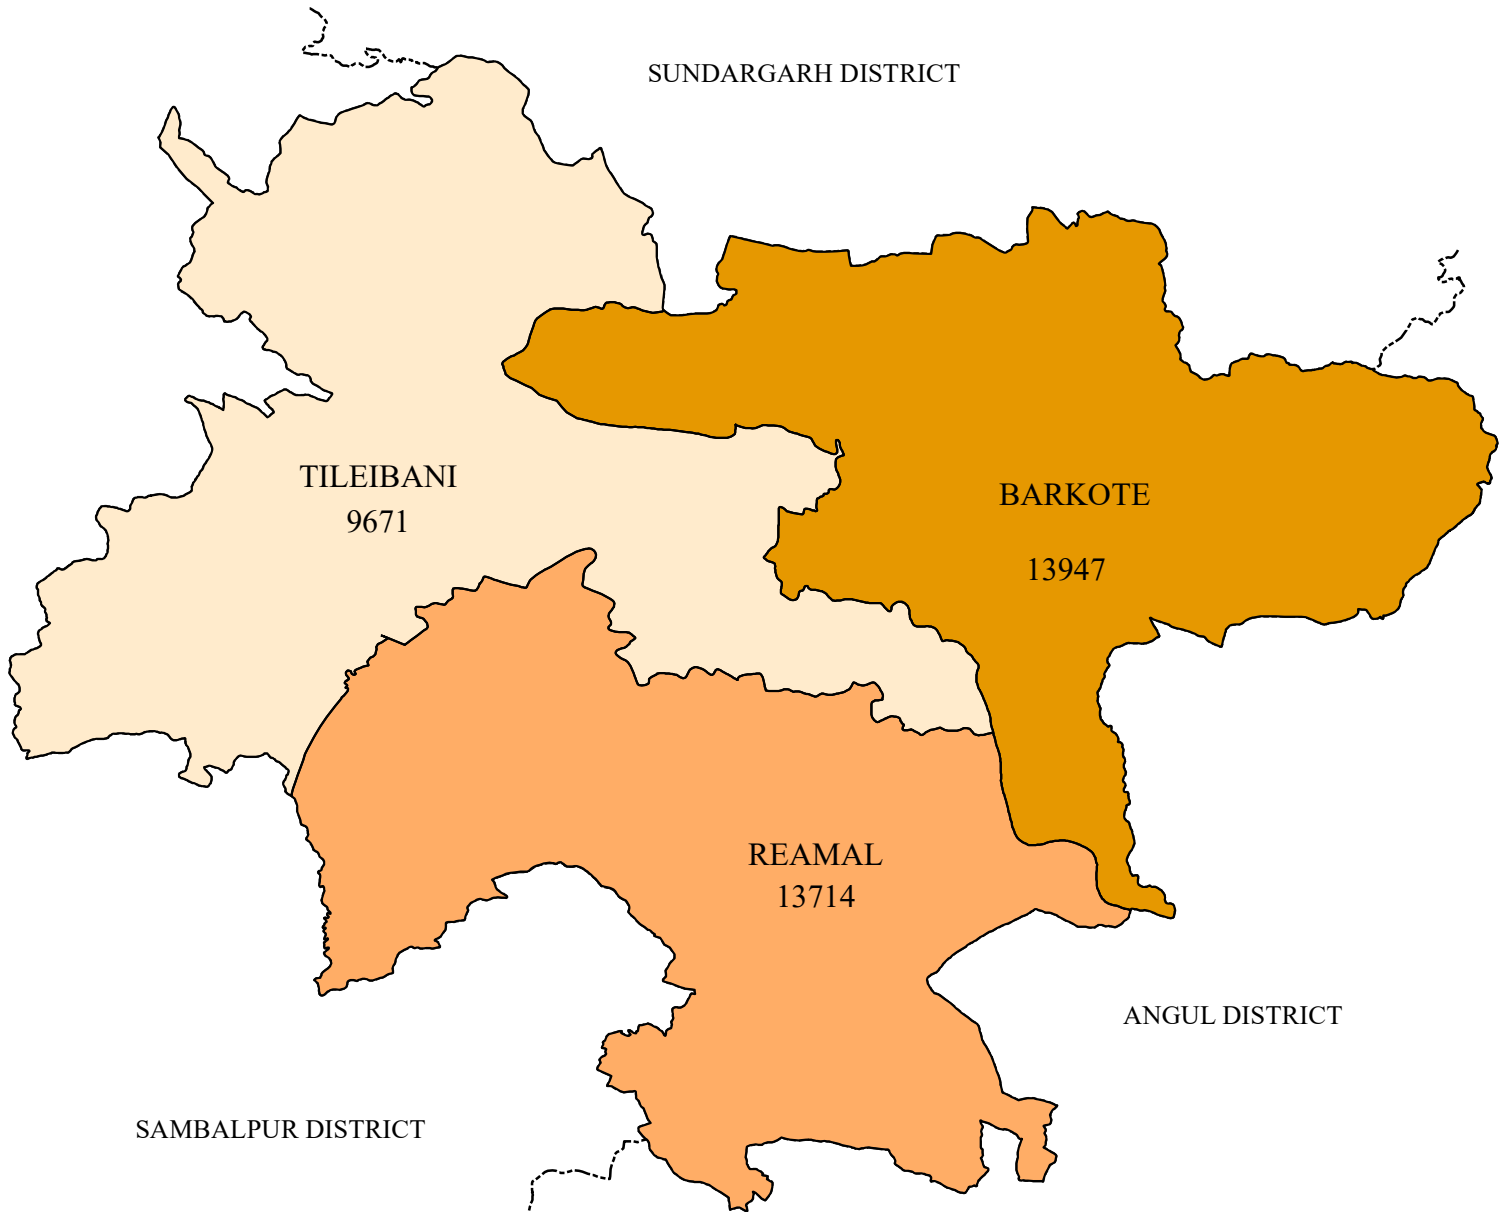 SUNDARGARH DISTRICT
TILEIBANI
9671
BARKOTE
13947
REAMAL
13714
ANGUL DISTRICT
SAMBALPUR DISTRICT